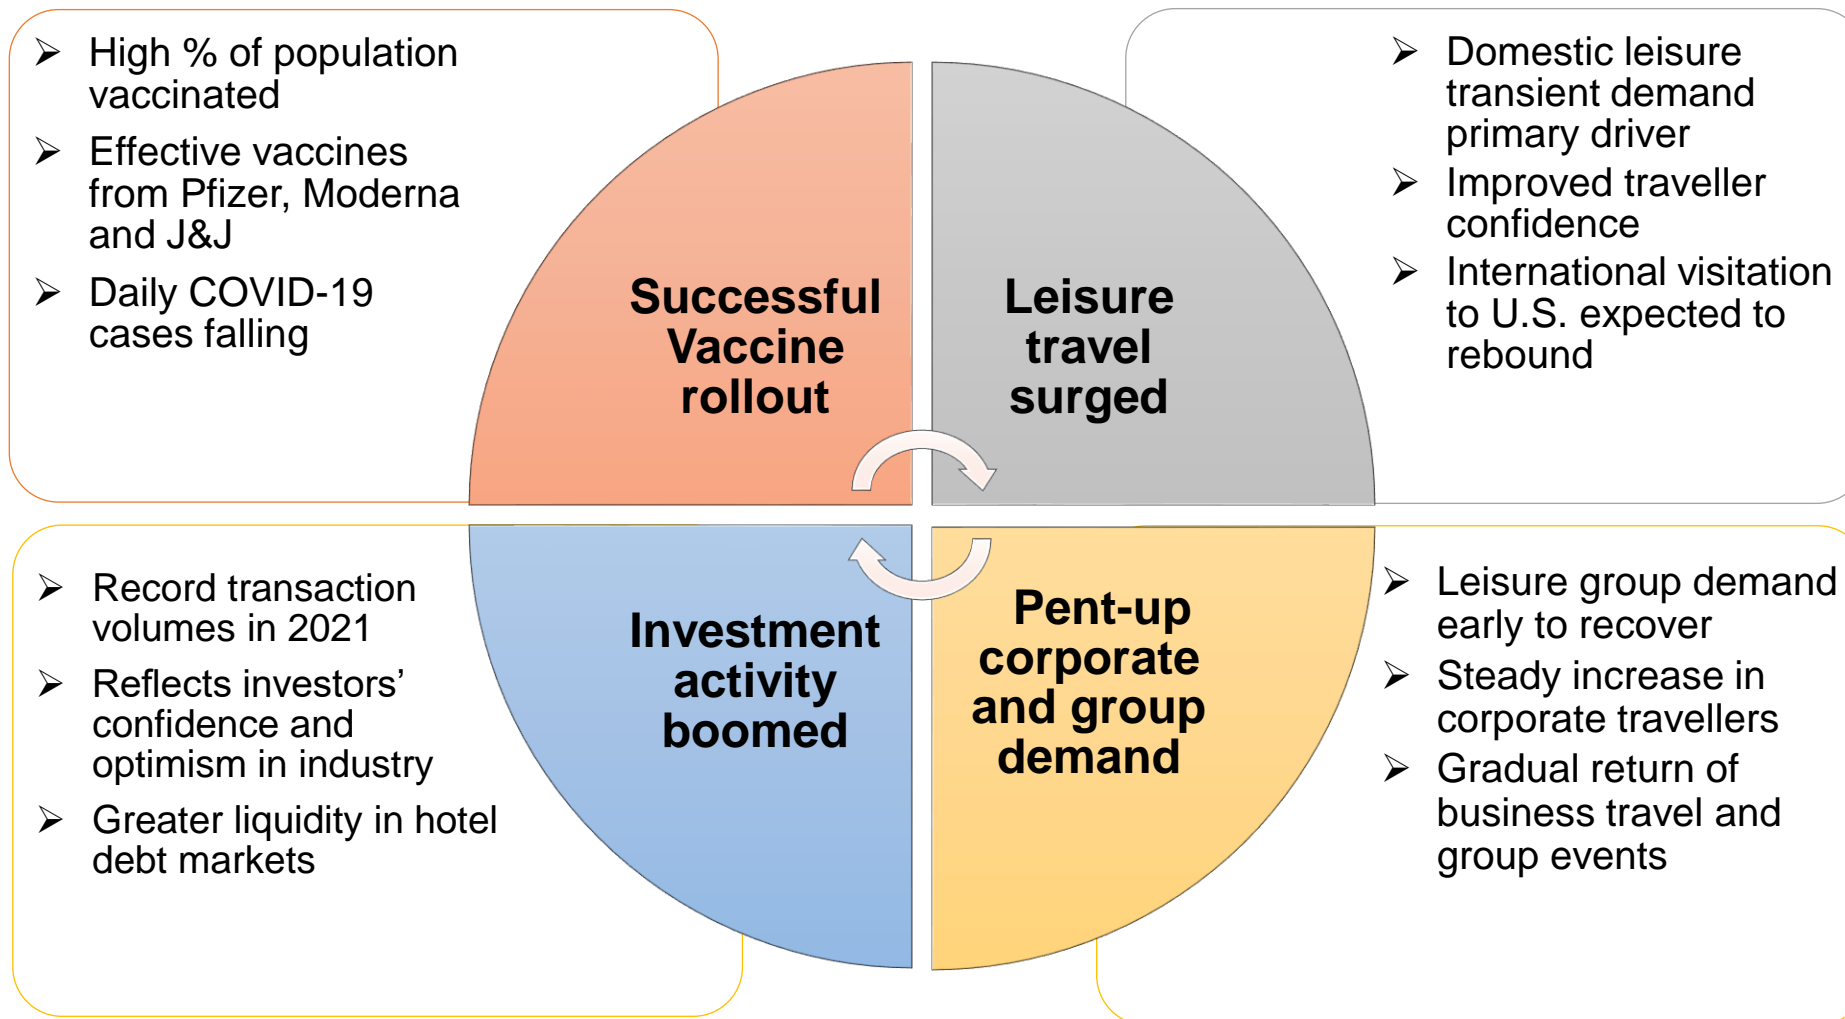 ➢ High % of population
vaccinated
➢ Effective vaccines
from Pfizer, Moderna
and J&J
➢ Daily COVID-19
cases falling
Successful
Vaccine
rollout
Leisure
travel
surged
➢ Domestic leisure
transient demand
primary driver
➢ Improved traveller
confidence
➢ International visitation
to U.S. expected to
rebound
➢ Record transaction
volumes in 2021
➢ Reflects investors’
confidence and
optimism in industry
➢ Greater liquidity in hotel
debt markets
Investment
activity
boomed
Pent-up
corporate
and group
demand
➢ Leisure group demand
early to recover
➢ Steady increase in
corporate travellers
➢ Gradual return of
business travel and
group events